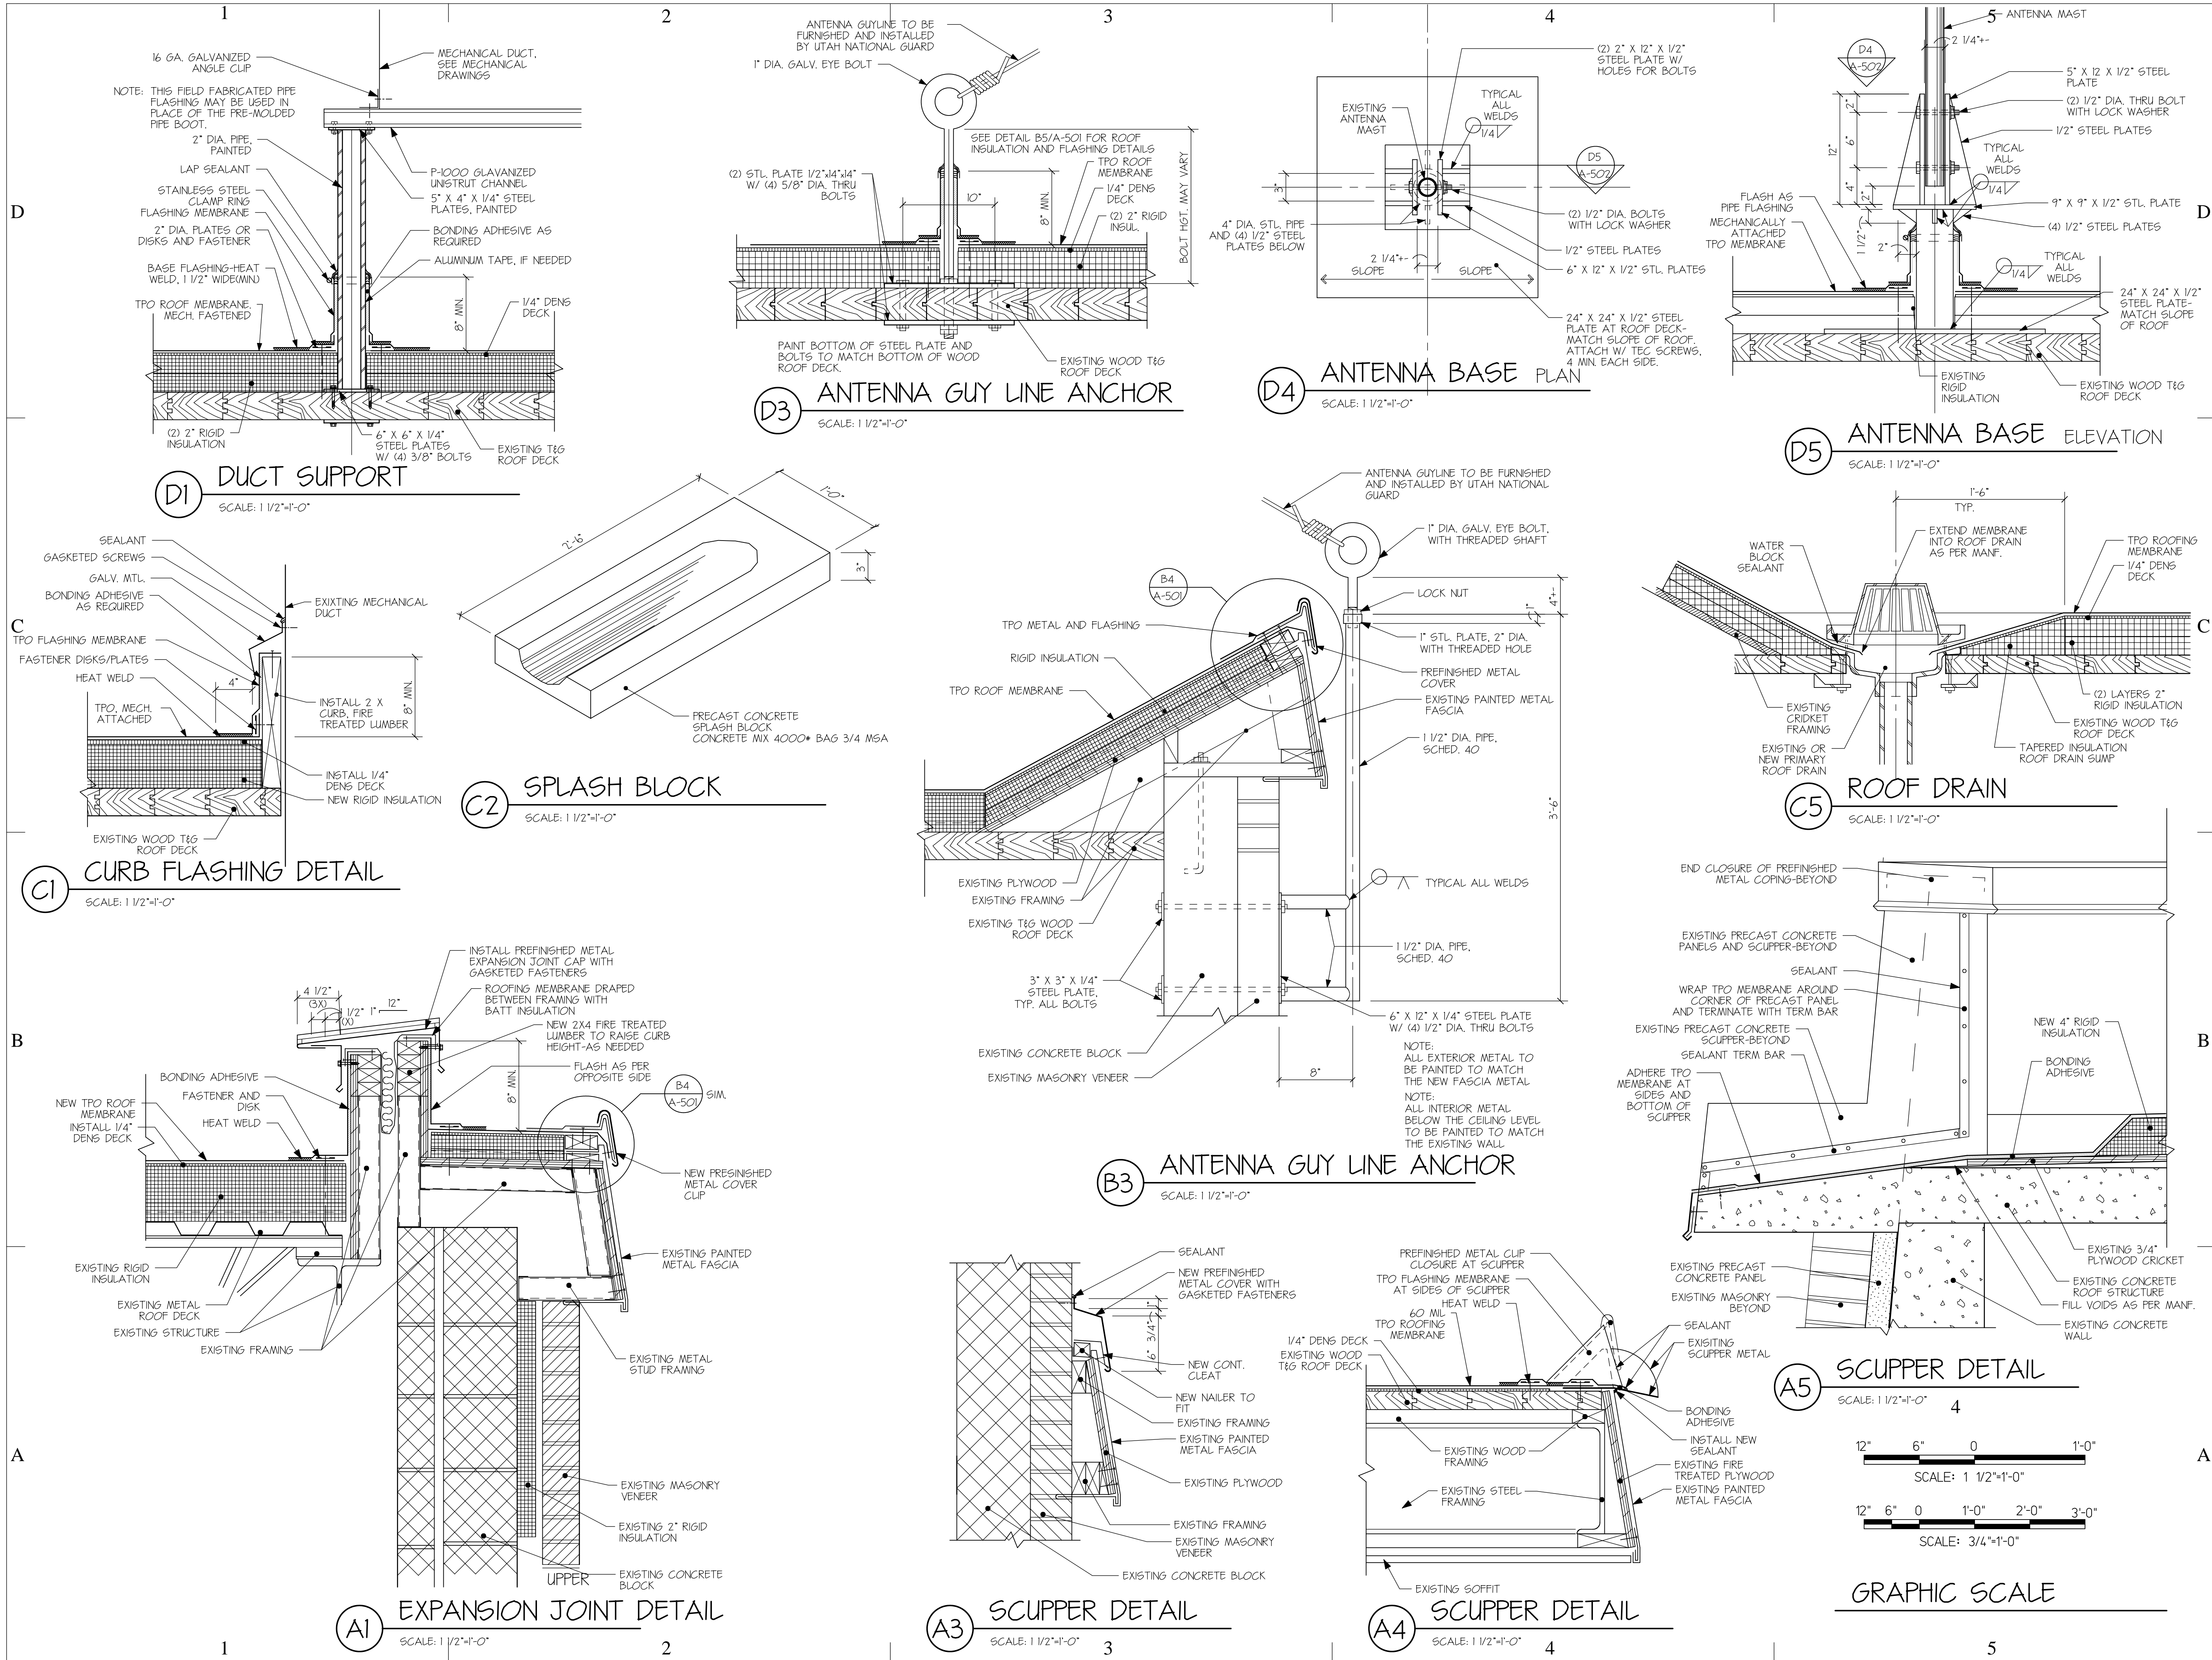 1
2
3
4
5
D
D
C
C
B
B
A
A
16 GA. GALVANIZED
ANGLE CLIP
MECHANICAL DUCT,
SEE MECHANICAL
DRAWINGS
NOTE: THIS FIELD FABRICATED PIPE
FLASHING MAY BE USED IN
PLACE OF THE PRE-MOLDED
PIPE BOOT.
2" DIA. PIPE,
PAINTED
LAP SEALANT
STAINLESS STEEL
CLAMP RING
FLASHING MEMBRANE
2" DIA. PLATES OR
DISKS AND FASTENER
BASE FLASHING-HEAT
WELD, 1 1/2" WIDE(MIN)
TPO ROOF MEMBRANE,
MECH. FASTENED
P-1000 GLAVANIZED
UNISTRUT CHANNEL
5" X 4" X 1/4" STEEL
PLATES, PAINTED
BONDING ADHESIVE AS
REQUIRED
ALUMINUM TAPE, IF NEEDED
8" MIN.
1/4" DENS
DECK
(2) 2" RIGID
INSULATION
6" X 6" X 1/4"
STEEL PLATES
W/ (4) 3/8" BOLTS
EXISTING T&G
ROOF DECK
D1
DUCT SUPPORT
SCALE: 1 1/2"=1'-0"
ANTENNA GUYLINE TO BE
FURNISHED AND INSTALLED
BY UTAH NATIONAL GUARD
1" DIA. GALV. EYE BOLT
SEE DETAIL B5/A-501 FOR ROOF
INSULATION AND FLASHING DETAILS
(2) STL. PLATE 1/2"x14"x14"
W/ (4) 5/8" DIA. THRU
BOLTS
10"
8" MIN.
TPO ROOF
MEMBRANE
1/4" DENS
DECK
(2) 2" RIGID
INSUL.
BOLT HGT. MAY VARY
PAINT BOTTOM OF STEEL PLATE AND
BOLTS TO MATCH BOTTOM OF WOOD
ROOF DECK.
EXISTING WOOD T&G
ROOF DECK
D3
ANTENNA GUY LINE ANCHOR
SCALE: 1 1/2"=1'-0"
(2) 2" X 12" X 1/2"
STEEL PLATE W/
HOLES FOR BOLTS
EXISTING
ANTENNA
MAST
TYPICAL
ALL
WELDS
1/4
D5
A-502
3"
4" DIA. STL. PIPE
AND (4) 1/2" STEEL
PLATES BELOW
2 1/4"+-
SLOPE
SLOPE
(2) 1/2" DIA. BOLTS
WITH LOCK WASHER
1/2" STEEL PLATES
6" X 12" X 1/2" STL. PLATES
24" X 24" X 1/2" STEEL
PLATE AT ROOF DECK-
MATCH SLOPE OF ROOF.
ATTACH W/ TEC SCREWS,
4 MIN. EACH SIDE.
D4
ANTENNA BASE PLAN
SCALE: 1 1/2"=1'-0"
ANTENNA MAST
2 1/4"+-
D4
A-502
5" X 12 X 1/2" STEEL
PLATE
(2) 1/2" DIA. THRU BOLT
WITH LOCK WASHER
1/2" STEEL PLATES
TYPICAL
ALL
WELDS
1/4
12"
2"
6"
4"
2"
1 1/2"
2"
FLASH AS
PIPE FLASHING
MECHANICALLY
ATTACHED
TPO MEMBRANE
9" X 9" X 1/2" STL. PLATE
(4) 1/2" STEEL PLATES
TYPICAL
ALL
WELDS
1/4
24" X 24" X 1/2"
STEEL PLATE-
MATCH SLOPE
OF ROOF
EXISTING
RIGID
INSULATION
EXISTING WOOD T&G
ROOF DECK
D5
ANTENNA BASE ELEVATION
SCALE: 1 1/2"=1'-0"
SEALANT
GASKETED SCREWS
GALV. MTL.
BONDING ADHESIVE
AS REQUIRED
TPO FLASHING MEMBRANE
FASTENER DISKS/PLATES
HEAT WELD
4"
TPO, MECH.
ATTACHED
EXIXTING MECHANICAL
DUCT
INSTALL 2 X
CURB, FIRE
TREATED LUMBER
8" MIN.
INSTALL 1/4"
DENS DECK
NEW RIGID INSULATION
EXISTING WOOD T&G
ROOF DECK
C1
CURB FLASHING DETAIL
SCALE: 1 1/2"=1'-0"
2'-6"
1'-0"
3"
PRECAST CONCRETE
SPLASH BLOCK
CONCRETE MIX 4000# BAG 3/4 MSA
C2
SPLASH BLOCK
SCALE: 1 1/2"=1'-0"
ANTENNA GUYLINE TO BE FURNISHED
AND INSTALLED BY UTAH NATIONAL
GUARD
1" DIA. GALV. EYE BOLT,
WITH THREADED SHAFT
B4
A-501
LOCK NUT
TPO METAL AND FLASHING
RIGID INSULATION
TPO ROOF MEMBRANE
1" STL. PLATE, 2" DIA.
WITH THREADED HOLE
PREFINISHED METAL
COVER
EXISTING PAINTED METAL
FASCIA
1 1/2" DIA. PIPE,
SCHED. 40
4"+-
1"
3'-6"
EXISTING PLYWOOD
EXISTING FRAMING
EXISTING T&G WOOD
ROOF DECK
TYPICAL ALL WELDS
1 1/2" DIA. PIPE,
SCHED. 40
3" X 3" X 1/4"
STEEL PLATE,
TYP. ALL BOLTS
6" X 12" X 1/4" STEEL PLATE
W/ (4) 1/2" DIA. THRU BOLTS
EXISTING CONCRETE BLOCK
EXISTING MASONRY VENEER
8"
NOTE:
ALL EXTERIOR METAL TO
BE PAINTED TO MATCH
THE NEW FASCIA METAL
NOTE:
ALL INTERIOR METAL
BELOW THE CEILING LEVEL
TO BE PAINTED TO MATCH
THE EXISTING WALL
B3
ANTENNA GUY LINE ANCHOR
SCALE: 1 1/2"=1'-0"
1'-6"
TYP.
WATER
BLOCK
SEALANT
EXTEND MEMBRANE
INTO ROOF DRAIN
AS PER MANF.
TPO ROOFING
MEMBRANE
1/4" DENS
DECK
EXISTING
CRIDKET
FRAMING
EXISTING OR
NEW PRIMARY
ROOF DRAIN
(2) LAYERS 2"
RIGID INSULATION
EXISTING WOOD T&G
ROOF DECK
TAPERED INSULATION
ROOF DRAIN SUMP
C5
ROOF DRAIN
SCALE: 1 1/2"=1'-0"
INSTALL PREFINISHED METAL
EXPANSION JOINT CAP WITH
GASKETED FASTENERS
ROOFING MEMBRANE DRAPED
BETWEEN FRAMING WITH
BATT INSULATION
NEW 2X4 FIRE TREATED
LUMBER TO RAISE CURB
HEIGHT-AS NEEDED
FLASH AS PER
OPPOSITE SIDE
4 1/2"
(3X)
1 1/2"
(X)
1"
12"
8" MIN.
B4
A-501
SIM.
BONDING ADHESIVE
FASTENER AND
DISK
HEAT WELD
NEW TPO ROOF
MEMBRANE
INSTALL 1/4"
DENS DECK
NEW PRESINISHED
METAL COVER
CLIP
EXISTING PAINTED
METAL FASCIA
EXISTING RIGID
INSULATION
EXISTING METAL
ROOF DECK
EXISTING STRUCTURE
EXISTING FRAMING
EXISTING METAL
STUD FRAMING
EXISTING MASONRY
VENEER
EXISTING 2" RIGID
INSULATION
EXISTING CONCRETE
BLOCK
UPPER
A1
EXPANSION JOINT DETAIL
SCALE: 1 1/2"=1'-0"
SEALANT
NEW PREFINISHED
METAL COVER WITH
GASKETED FASTENERS
1"
6 3/4"
NEW CONT.
CLEAT
NEW NAILER TO
FIT
EXISTING FRAMING
EXISTING PAINTED
METAL FASCIA
EXISTING PLYWOOD
EXISTING FRAMING
EXISTING MASONRY
VENEER
EXISTING CONCRETE BLOCK
A3
SCUPPER DETAIL
SCALE: 1 1/2"=1'-0"
PREFINISHED METAL CLIP
CLOSURE AT SCUPPER
TPO FLASHING MEMBRANE
AT SIDES OF SCUPPER
HEAT WELD
60 MIL
TPO ROOFING
MEMBRANE
1/4" DENS DECK
EXISTING WOOD
T&G ROOF DECK
SEALANT
EXISITING
SCUPPER METAL
BONDING
ADHESIVE
INSTALL NEW
SEALANT
EXISTING FIRE
TREATED PLYWOOD
EXISTING PAINTED
METAL FASCIA
EXISTING WOOD
FRAMING
EXISTING STEEL
FRAMING
EXISTING SOFFIT
A4
SCUPPER DETAIL
SCALE: 1 1/2"=1'-0"
END CLOSURE OF PREFINISHED
METAL COPING-BEYOND
EXISTING PRECAST CONCRETE
PANELS AND SCUPPER-BEYOND
SEALANT
WRAP TPO MEMBRANE AROUND
CORNER OF PRECAST PANEL
AND TERMINATE WITH TERM BAR
EXISTING PRECAST CONCRETE
SCUPPER-BEYOND
SEALANT TERM BAR
ADHERE TPO
MEMBRANE AT
SIDES AND
BOTTOM OF
SCUPPER
NEW 4" RIGID
INSULATION
BONDING
ADHESIVE
EXISTING PRECAST
CONCRETE PANEL
EXISTING MASONRY
BEYOND
EXISTING 3/4"
PLYWOOD CRICKET
EXISTING CONCRETE
ROOF STRUCTURE
FILL VOIDS AS PER MANF.
EXISTING CONCRETE
WALL
A5
SCUPPER DETAIL
SCALE: 1 1/2"=1'-0"
4
12" 6" 0 1'-0"
SCALE: 1 1/2"=1'-0"
12" 6" 0 1'-0" 2'-0" 3'-0"
SCALE: 3/4"=1'-0"
GRAPHIC SCALE
1
2
3
4
5